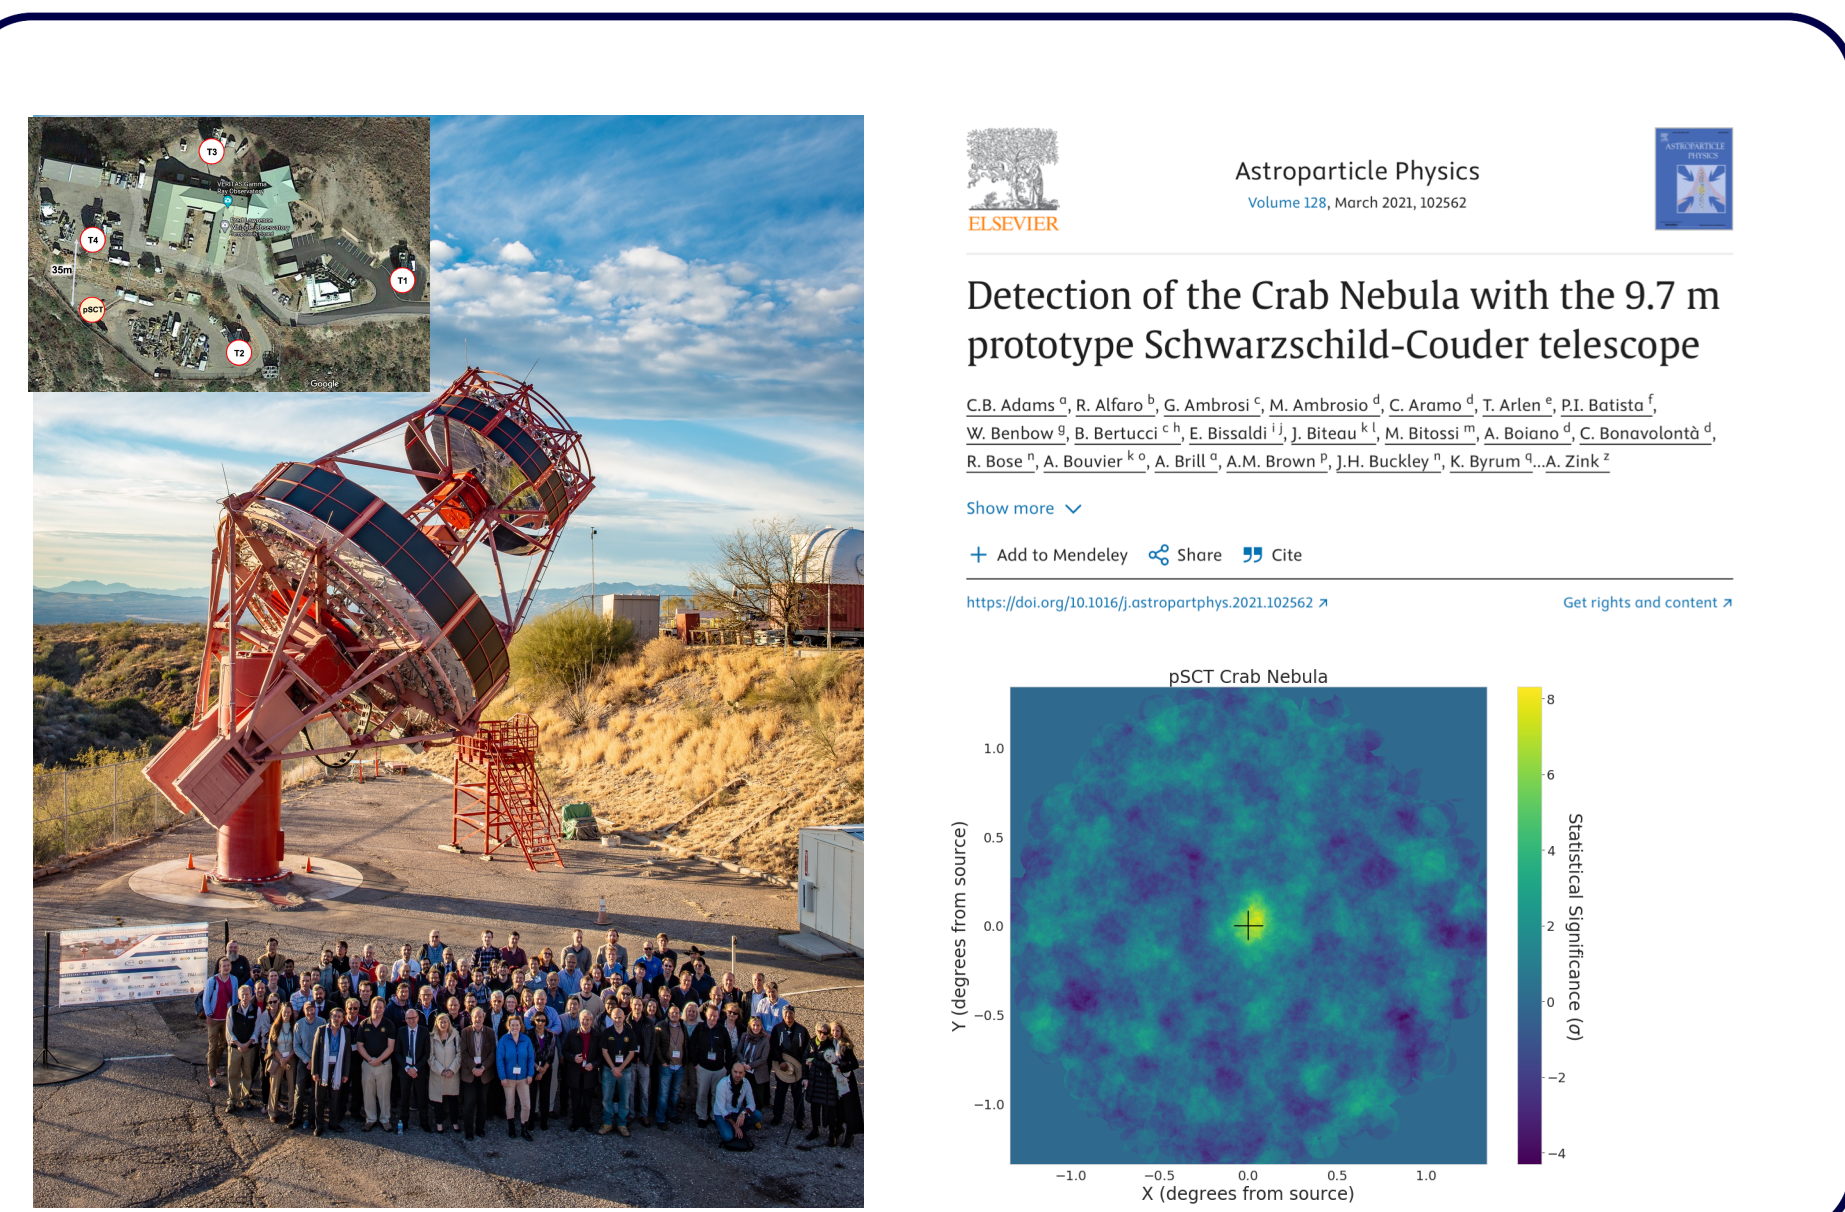 T3
VERITAS Gamma
Ray Observatory
T4
35m
T1
pSCT
T2
Google
ELSEVIER
Astroparticle Physics
Volume 128, March 2021, 102562
ASTROPARTICLE
PHYSICS
Detection of the Crab Nebula with the 9.7 m
prototype Schwarzschild-Couder telescope
C.B. Adams a, R. Alfaro b, G. Ambrosi c, M. Ambrosio d, C. Aramo d, T. Arlen e, P.I. Batista f,
W. Benbow g, B. Bertucci c h, E. Bissaldi i j, J. Biteau k l, M. Bitossi m, A. Boiano d, C. Bonavolontà d,
R. Bose n, A. Bouvier k o, A. Brill a, A.M. Brown p, J.H. Buckley n, K. Byrum q...A. Zink z
Show more
Add to Mendeley Share Cite
https://doi.org/10.1016/j.astropartphys.2021.102562 Get rights and content
pSCT Crab Nebula
8
6
4
2
0
−2
−4
Statistical Significance (σ)
1.0
0.5
0.0
−0.5
−1.0
Y (degrees from source)
−1.0 −0.5 0.0 0.5 1.0
X (degrees from source)